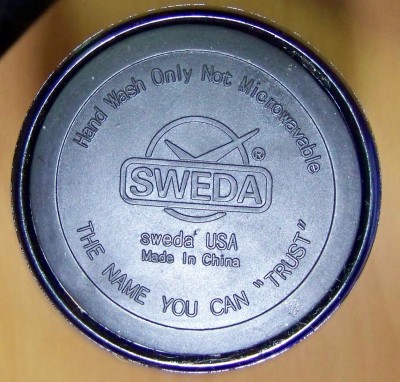 Hand Wash Only Not Microwavable
SWEDA®
sweda® USA
Made In China
THE NAME YOU CAN "TRUST"